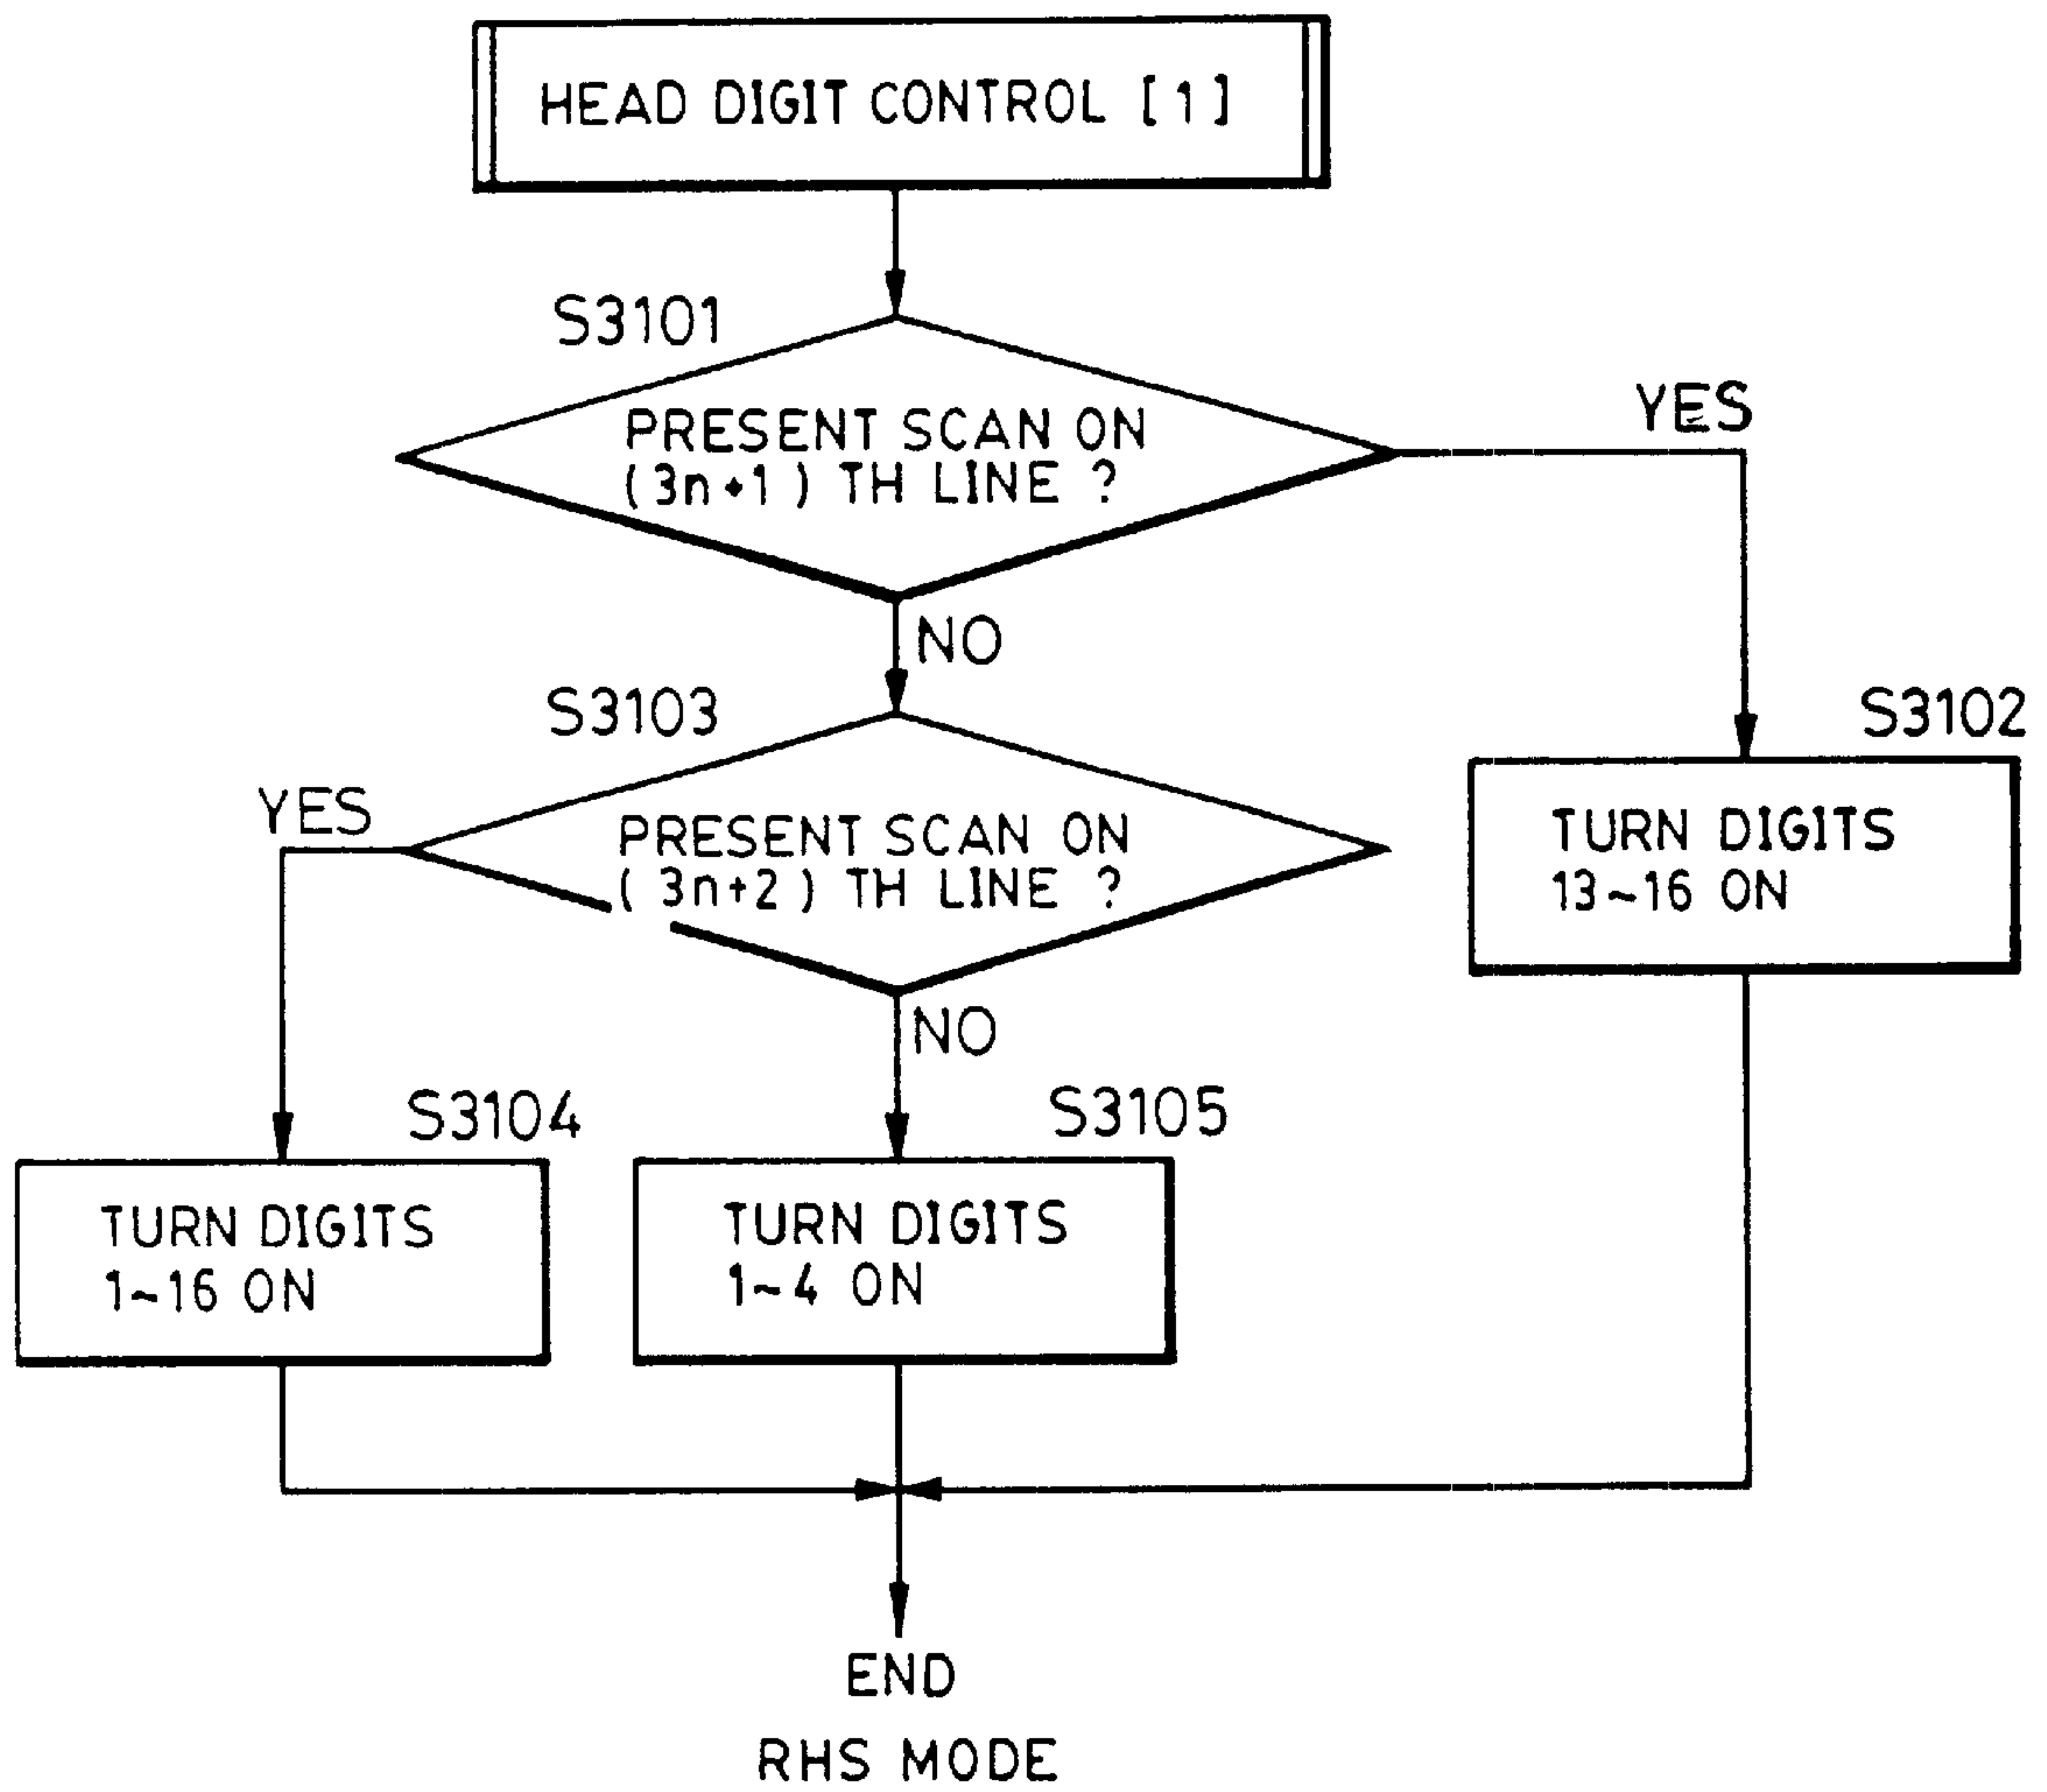 HEAD DIGIT CONTROL [1]
S3101
PRESENT SCAN ON
(3n+1) TH LINE ?
YES
NO
S3103
S3102
YES
PRESENT SCAN ON
(3n+2) TH LINE ?
TURN DIGITS
13~16 ON
NO
S3104
S3105
TURN DIGITS
1~16 ON
TURN DIGITS
1~4 ON
END
RHS MODE